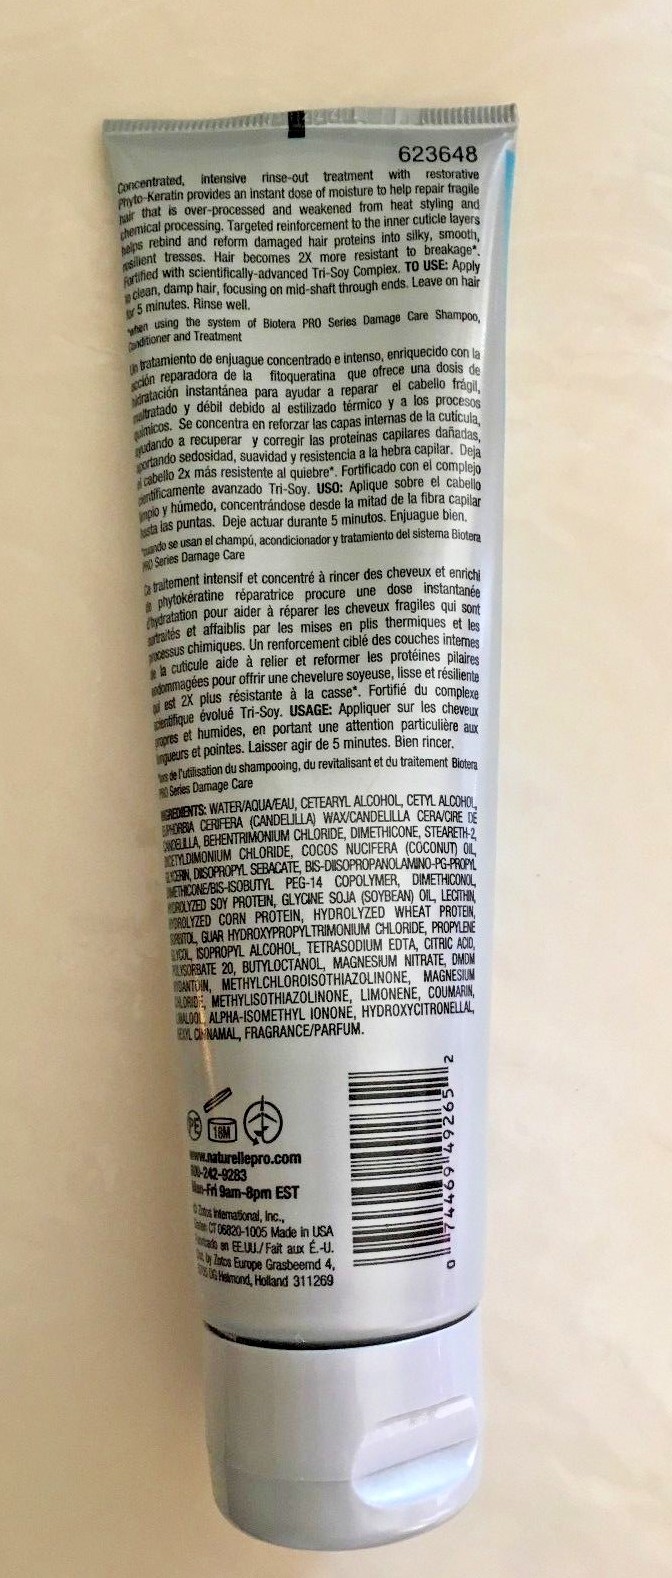 623648
Concentrated, intensive rinse-out treatment with restorative
Phyto-Keratin provides an instant dose of moisture to help repair fragile
hair that is over-processed and weakened from heat styling and
chemical processing. Targeted reinforcement to the inner cuticle layers
helps rebind and reform damaged hair proteins into silky, smooth,
resilient tresses. Hair becomes 2X more resistant to breakage*.
Fortified with scientifically-advanced Tri-Soy Complex. TO USE: Apply
to clean, damp hair, focusing on mid-shaft through ends. Leave on hair
for 5 minutes. Rinse well.
*when using the system of Biotera PRO Series Damage Care Shampoo,
Conditioner and Treatment
Un tratamiento de enjuague concentrado e intenso, enriquecido con la
acción reparadora de la fitoqueratina que ofrece una dosis de
hidratación instantánea para ayudar a reparar el cabello frágil,
maltratado y débil debido al estilizado térmico y a los procesos
químicos. Se concentra en reforzar las capas internas de la cutícula,
ayudando a recuperar y corregir las proteínas capilares dañadas,
aportando sedosidad, suavidad y resistencia a la hebra capilar. Deja
el cabello 2x más resistente al quiebre*. Fortificado con el complejo
científicamente avanzado Tri-Soy. USO: Aplique sobre el cabello
limpio y húmedo, concentrándose desde la mitad de la fibra capilar
hasta las puntas. Deje actuar durante 5 minutos. Enjuague bien.
*cuando se usan el champú, acondicionador y tratamiento del sistema Biotera
PRO Series Damage Care
Ce traitement intensif et concentré à rincer des cheveux et enrichi
de phytokératine réparatrice procure une dose instantanée
d'hydratation pour aider à réparer les cheveux fragiles qui sont
surtraités et affaiblis par les mises en plis thermiques et les
processus chimiques. Un renforcement ciblé des couches internes
de la cuticule aide à relier et reformer les protéines pilaires
endommagées pour offrir une chevelure soyeuse, lisse et résiliente
qui est 2X plus résistante à la casse*. Fortifié du complexe
scientifique évolué Tri-Soy. USAGE: Appliquer sur les cheveux
propres et humides, en portant une attention particulière aux
longueurs et pointes. Laisser agir de 5 minutes. Bien rincer.
*lors de l'utilisation du shampooing, du revitalisant et du traitement Biotera
PRO Series Damage Care
INGREDIENTS: WATER/AQUA/EAU, CETEARYL ALCOHOL, CETYL ALCOHOL,
EUPHORBIA CERIFERA (CANDELILLA) WAX/CANDELILLA CERA/CIRE DE
CANDELILLA, BEHENTRIMONIUM CHLORIDE, DIMETHICONE, STEARETH-2,
DICETYLDIMONIUM CHLORIDE, COCOS NUCIFERA (COCONUT) OIL,
GLYCERIN, DIISOPROPYL SEBACATE, BIS-DIISOPROPANOLAMINO-PG-PROPYL
DIMETHICONE/BIS-ISOBUTYL PEG-14 COPOLYMER, DIMETHICONOL,
HYDROLYZED SOY PROTEIN, GLYCINE SOJA (SOYBEAN) OIL, LECITHIN,
HYDROLYZED CORN PROTEIN, HYDROLYZED WHEAT PROTEIN,
SORBITOL, GUAR HYDROXYPROPYLTRIMONIUM CHLORIDE, PROPYLENE
GLYCOL, ISOPROPYL ALCOHOL, TETRASODIUM EDTA, CITRIC ACID,
POLYSORBATE 20, BUTYLOCTANOL, MAGNESIUM NITRATE, DMDM
HYDANTOIN, METHYLCHLOROISOTHIAZOLINONE, MAGNESIUM
CHLORIDE, METHYLISOTHIAZOLINONE, LIMONENE, COUMARIN,
LINALOOL, ALPHA-ISOMETHYL IONONE, HYDROXYCITRONELLAL,
HEXYL CINNAMAL, FRAGRANCE/PARFUM.
PE 18M
www.naturellepro.com
800-242-9283
Mon-Fri 9am-8pm EST
© Zotos International, Inc.,
Darien CT 06820-1005 Made in USA
Fabricado en EE.UU./ Fait aux É.-U.
Dist. by Zotos Europe Grasbeemd 4,
DG Helmond, Holland 311269
0 74469 49265 2